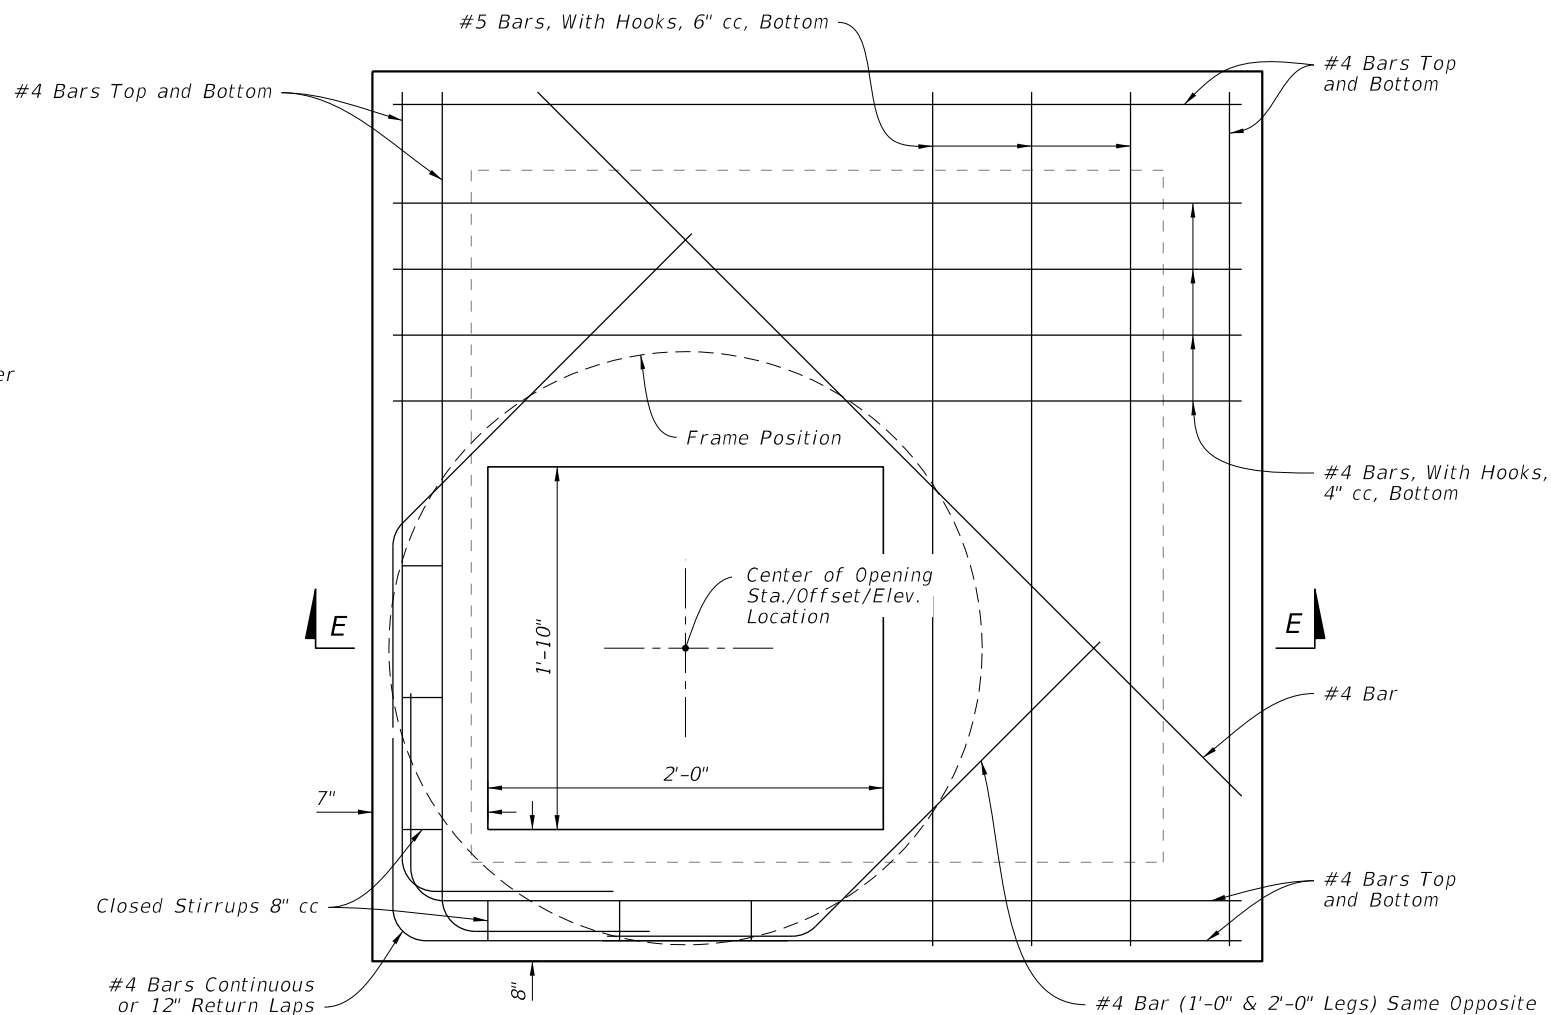 #5 Bars, With Hooks, 6" cc, Bottom
#4 Bars Top and Bottom
#4 Bars Top
and Bottom
er
Frame Position
#4 Bars, With Hooks,
4" cc, Bottom
Center of Opening
Sta./Offset/Elev.
Location
1'-10"
E
E
#4 Bar
2'-0"
7"
#4 Bars Top
and Bottom
Closed Stirrups 8" cc
#4 Bars Continuous
or 12" Return Laps
8"
#4 Bar (1'-0" & 2'-0" Legs) Same Opposite